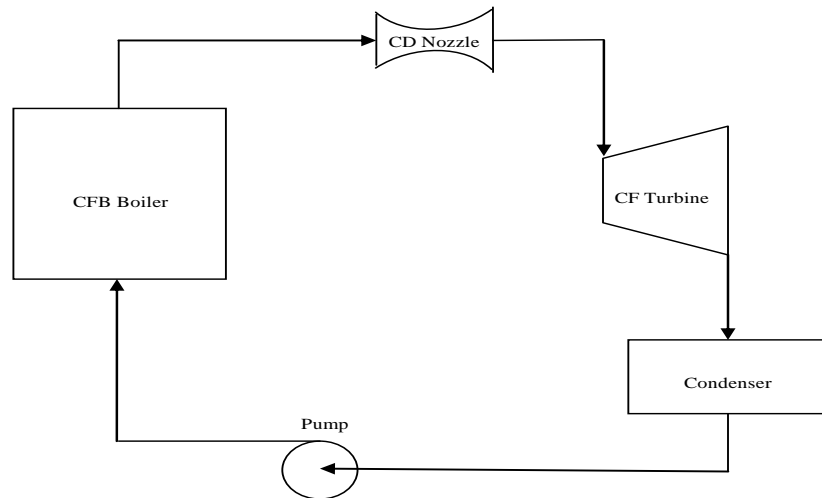 CD Nozzle
CFB Boiler
CF Turbine
Condenser
Pump